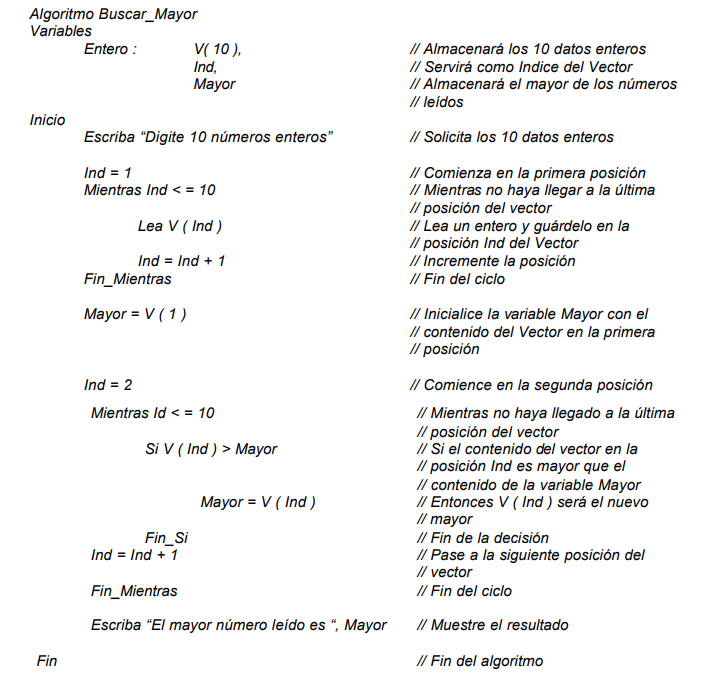 Algoritmo Buscar_Mayor
Variables
Entero : V( 10 ), // Almacenará los 10 datos enteros
Ind, // Servirá como Indice del Vector
Mayor // Almacenará el mayor de los números
// leídos
Inicio
Escriba “Digite 10 números enteros” // Solicita los 10 datos enteros
Ind = 1 // Comienza en la primera posición
Mientras Ind < = 10 // Mientras no haya llegar a la última
// posición del vector
Lea V ( Ind ) // Lea un entero y guárdelo en la
// posición Ind del Vector
Ind = Ind + 1 // Incremente la posición
Fin_Mientras // Fin del ciclo
Mayor = V ( 1 ) // Inicialice la variable Mayor con el
// contenido del Vector en la primera
// posición
Ind = 2 // Comience en la segunda posición
Mientras Id < = 10 // Mientras no haya llegado a la última
// posición del vector
Si V ( Ind ) > Mayor // Si el contenido del vector en la
// posición Ind es mayor que el
// contenido de la variable Mayor
Mayor = V ( Ind ) // Entonces V ( Ind ) será el nuevo
// mayor
Fin_Si // Fin de la decisión
Ind = Ind + 1 // Pase a la siguiente posición del
// vector
Fin_Mientras // Fin del ciclo
Escriba “El mayor número leído es “, Mayor // Muestre el resultado
Fin // Fin del algoritmo